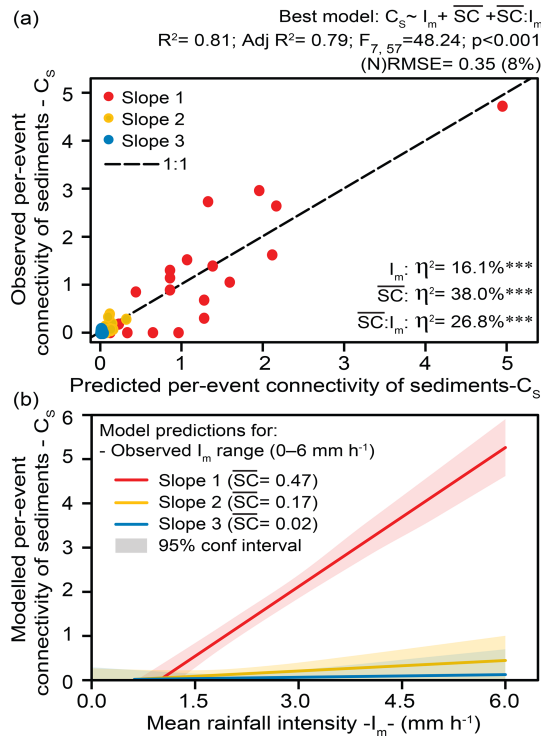 (a)
Best model: Cs~ Im + SC +SC:Im
R²= 0.81; Adj R²= 0.79; F7, 57=48.24; p<0.001
(N)RMSE= 0.35 (8%)
Observed per-event
connectivity of sediments - Cs
5
4
3
2
1
0
Slope 1
Slope 2
Slope 3
1:1
Im: η²= 16.1%***
SC: η²= 38.0%***
SC:Im: η²= 26.8%***
0 1 2 3 4 5
Predicted per-event connectivity of sediments-Cs
(b)
Modelled per-event
connectivity of sediments - Cs
6
5
4
3
2
1
0
Model predictions for:
- Observed Im range (0–6 mm h-1)
Slope 1 (SC= 0.47)
Slope 2 (SC= 0.17)
Slope 3 (SC= 0.02)
95% conf interval
0.0 1.5 3.0 4.5 6.0
Mean rainfall intensity -Im- (mm h-1)